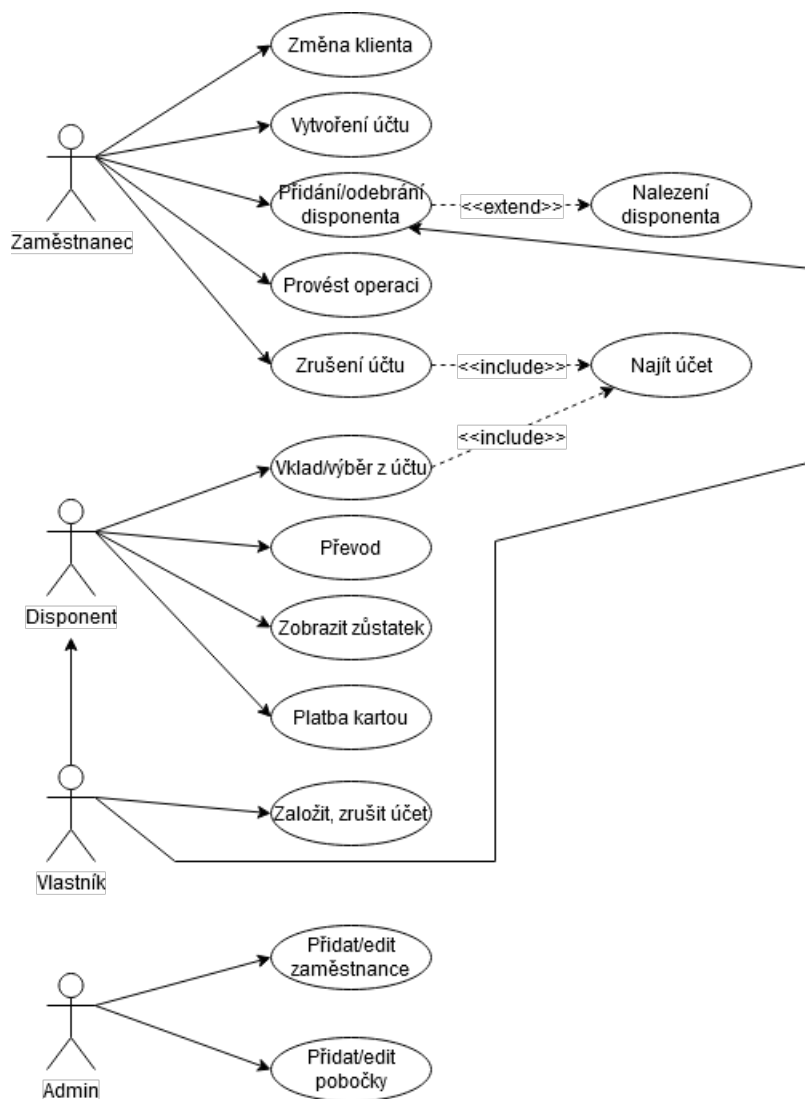 Změna klienta
Vytvoření účtu
Přidání/odebrání
disponenta
<<extend>>
Nalezení
disponenta
Zaměstnanec
Provést operaci
Zrušení účtu
<<include>>
Najít účet
<<include>>
Vklad/výběr z účtu
Převod
Disponent
Zobrazit zůstatek
Platba kartou
Založit, zrušit účet
Vlastník
Přidat/edit
zaměstnance
Přidat/edit
pobočky
Admin